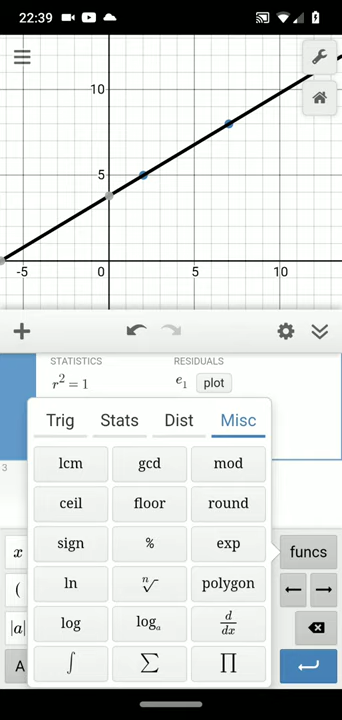 22:39
10
5
-5 0 5 10
STATISTICS RESIDUALS
r² = 1 e₁ plot
3
Trig Stats Dist Misc
lcm gcd mod
ceil floor round
sign % exp
ln ⁿ√ polygon
log logₐ d/dx
∫ ∑ ∏
x funcs
( ← →
|a|
A